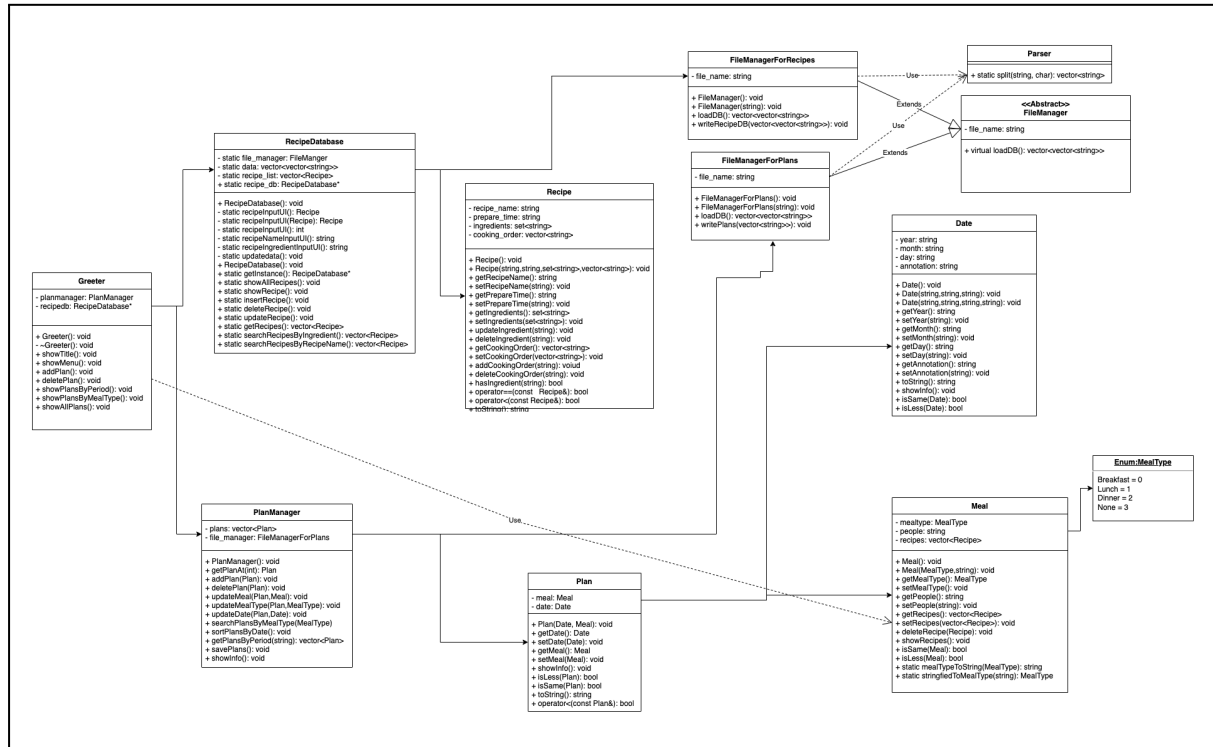 FileManagerForRecipes
- file_name: string
+ FileManager(): void
+ FileManager(string): void
+ loadDB(): vector<vector<string>>
+ writeRecipeDB(vector<vector<string>>): void
Parser
+ static split(string, char): vector<string>
Use
Extends
Use
Extends
<<Abstract>>
FileManager
- file_name: string
+ virtual loadDB(): vector<vector<string>>
RecipeDatabase
- static file_manager: FileManger
- static data: vector<vector<string>>
- static recipe_list: vector<Recipe>
+ static recipe_db: RecipeDatabase*
+ RecipeDatabase(): void
- static recipeInputUI(): Recipe
- static recipeInputUI(Recipe): Recipe
- static recipeInputUI(): int
- static recipeNameInputUI(): string
- static recipeIngredientInputUI(): string
- static updatedata(): void
+ RecipeDatabase(): void
+ static getInstance(): RecipeDatabase*
+ static showAllRecipes(): void
+ static showRecipe(): void
+ static insertRecipe(): void
+ static deleteRecipe(): void
+ static updateRecipe(): void
+ static getRecipes(): vector<Recipe>
+ static searchRecipesByIngredient(): vector<Recipe>
+ static searchRecipesByRecipeName(): vector<Recipe>
FileManagerForPlans
- file_name: string
+ FileManagerForPlans(): void
+ FileManagerForPlans(string): void
+ loadDB(): vector<vector<string>>
+ writePlans(vector<string>>): void
Recipe
- recipe_name: string
- prepare_time: string
- ingredients: set<string>
- cooking_order: vector<string>
+ Recipe(): void
+ Recipe(string,string,set<string>,vector<string>): void
+ getRecipeName(): string
+ setRecipeName(string): void
+ getPrepareTime(): string
+ setPrepareTime(string): void
+ getIngredients(): set<string>
+ setIngredients(set<string>): void
+ updateIngredient(string): void
+ deleteIngredient(string): void
+ getCookingOrder(): vector<string>
+ setCookingOrder(vector<string>): void
+ addCookingOrder(string): voiud
+ deleteCookingOrder(string): void
+ hasIngredient(string): bool
+ operator==(const Recipe&): bool
+ operator<(const Recipe&): bool
+ toString(): string
Date
- year: string
- month: string
- day: string
- annotation: string
+ Date(): void
+ Date(string,string,string): void
+ Date(string,string,string,string): void
+ getYear(): string
+ setYear(string): void
+ getMonth(): string
+ setMonth(string): void
+ getDay(): string
+ setDay(string): void
+ getAnnotation(): string
+ setAnnotation(string): void
+ toString(): string
+ showInfo(): void
+ isSame(Date): bool
+ isLess(Date): bool
Greeter
- planmanager: PlanManager
- recipedb: RecipeDatabase*
+ Greeter(): void
- ~Greeter(): void
+ showTitle(): void
+ showMenu(): void
+ addPlan(): void
+ deletePlan(): void
+ showPlansByPeriod(): void
+ showPlansByMealType(): void
+ showAllPlans(): void
Enum:MealType
Breakfast = 0
Lunch = 1
Dinner = 2
None = 3
Use
PlanManager
- plans: vector<Plan>
- file_manager: FileManagerForPlans
+ PlanManager(): void
+ getPlanAt(int): Plan
+ addPlan(Plan): void
+ deletePlan(Plan): void
+ updateMeal(Plan,Meal): void
+ updateMealType(Plan,MealType): void
+ updateDate(Plan,Date): void
+ searchPlansByMealType(MealType)
+ sortPlansByDate(): void
+ getPlansByPeriod(string): vector<Plan>
+ savePlans(): void
+ showInfo(): void
Plan
- meal: Meal
- date: Date
+ Plan(Date, Meal): void
+ getDate(): Date
+ setDate(Date): void
+ getMeal(): Meal
+ setMeal(Meal): void
+ showInfo(): void
+ isLess(Plan): bool
+ isSame(Plan): bool
+ toString(): string
+ operator<(const Plan&): bool
Meal
- mealtype: MealType
- people: string
- recipes: vector<Recipe>
+ Meal(): void
+ Meal(MealType,string): void
+ getMealType(): MealType
+ setMealType(): void
+ getPeople(): string
+ setPeople(string): void
+ getRecipes(): vector<Recipe>
+ setRecipes(vector<Recipe>): void
+ deleteRecipe(Recipe): void
+ showRecipes(): void
+ isSame(Meal): bool
+ isLess(Meal): bool
+ static mealTypeToString(MealType): string
+ static stringfiedToMealType(string): MealType